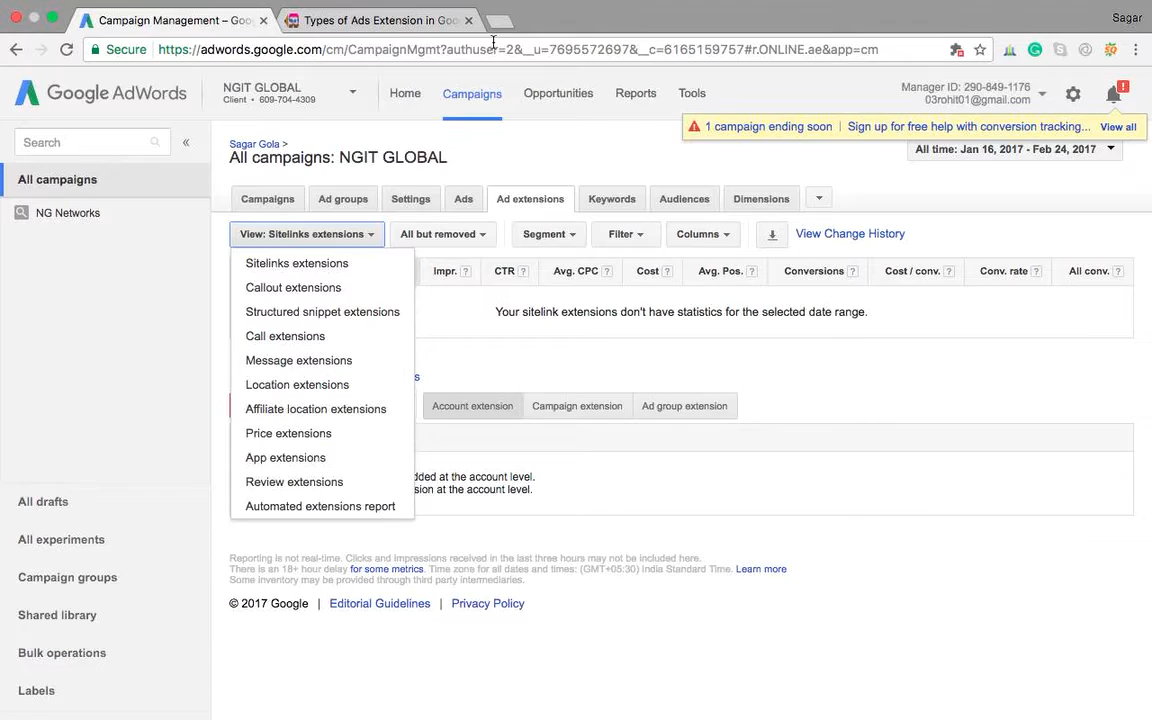 Campaign Management – Goo
Types of Ads Extension in Goo
Sagar
Secure
https://adwords.google.com/cm/CampaignMgmt?authuser=2&__u=7695572697&__c=6165159757#r.ONLINE.ae&app=cm
Google AdWords
NGIT GLOBAL
Client • 609-704-4309
Home
Campaigns
Opportunities
Reports
Tools
Manager ID: 290-849-1176
03rohit01@gmail.com
!
1 campaign ending soon | Sign up for free help with conversion tracking... View all
Search
«
Sagar Gola >
All campaigns: NGIT GLOBAL
All time: Jan 16, 2017 - Feb 24, 2017
All campaigns
NG Networks
Campaigns
Ad groups
Settings
Ads
Ad extensions
Keywords
Audiences
Dimensions
View: Sitelinks extensions
All but removed
Segment
Filter
Columns
View Change History
Sitelinks extensions
Callout extensions
Structured snippet extensions
Call extensions
Message extensions
Location extensions
Affiliate location extensions
Price extensions
App extensions
Review extensions
Automated extensions report
Impr. ?
CTR ?
Avg. CPC ?
Cost ?
Avg. Pos. ?
Conversions ?
Cost / conv. ?
Conv. rate ?
All conv. ?
Your sitelink extensions don't have statistics for the selected date range.
s
Account extension
Campaign extension
Ad group extension
dded at the account level.
sion at the account level.
All drafts
All experiments
Campaign groups
Shared library
Bulk operations
Labels
Reporting is not real-time. Clicks and impressions received in the last three hours may not be included here.
There is an 18+ hour delay for some metrics. Time zone for all dates and times: (GMT+05:30) India Standard Time. Learn more
Some inventory may be provided through third party intermediaries.
© 2017 Google | Editorial Guidelines | Privacy Policy